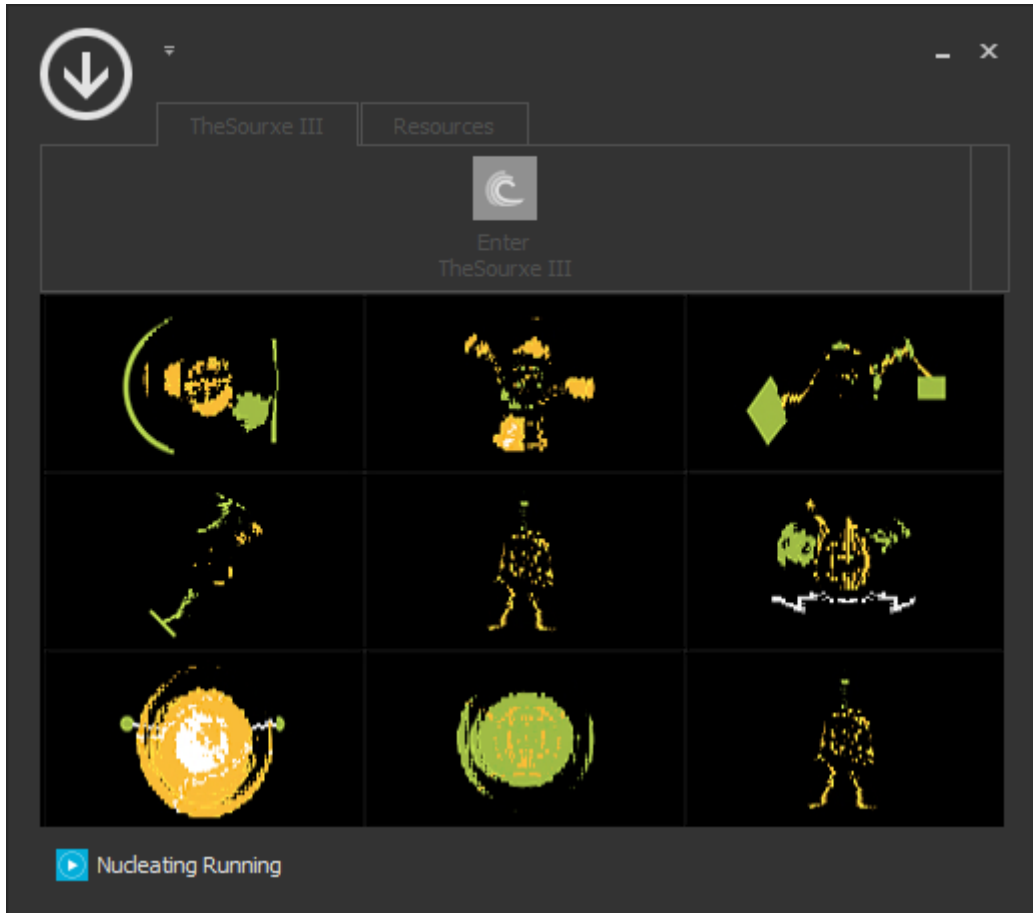 TheSourxe III
Resources
Enter
TheSourxe III
Nucleating Running